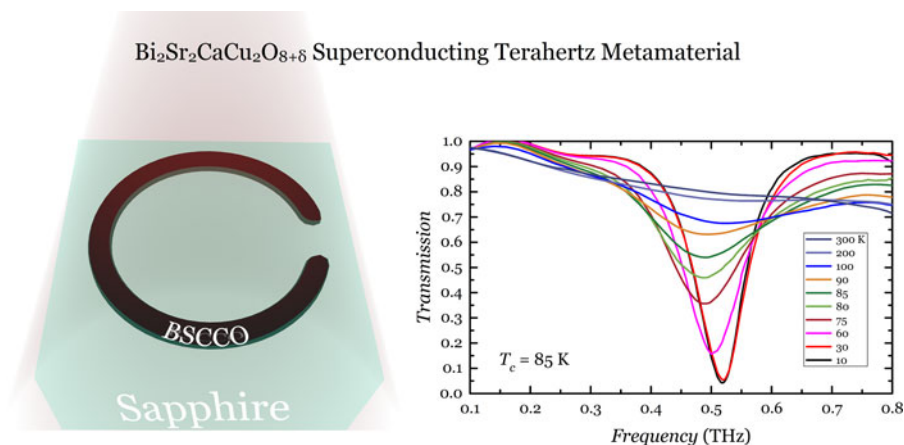 Bi₂Sr₂CaCu₂O₈₊δ Superconducting Terahertz Metamaterial
BSCCO
Sapphire
Transmission
1.0
0.9
0.8
0.7
0.6
0.5
0.4
0.3
0.2
0.1
0.0
300 K
200
100
90
85
80
75
60
30
10
T꜀ = 85 K
0.1 0.2 0.3 0.4 0.5 0.6 0.7 0.8
Frequency (THz)